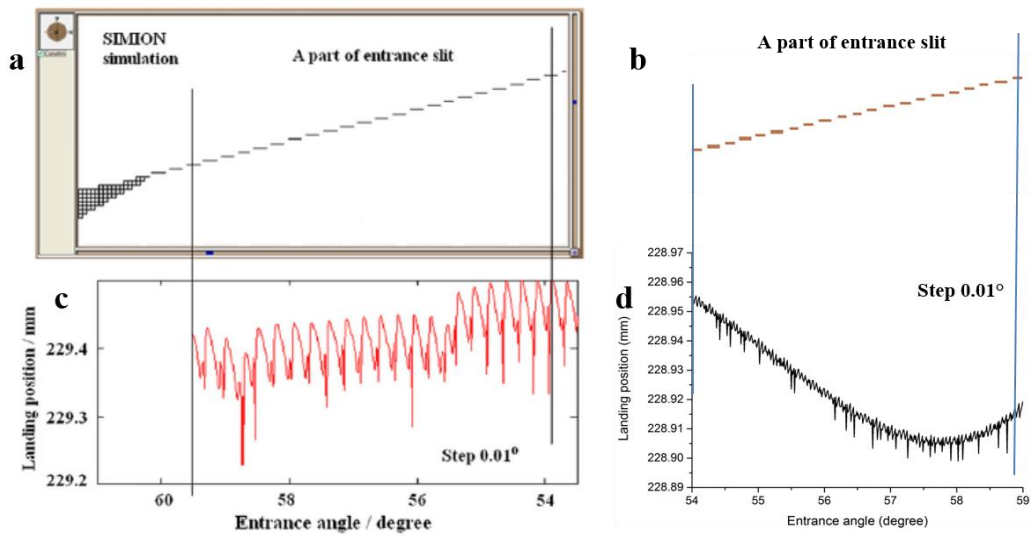 a
SIMION
simulation
A part of entrance slit
b
A part of entrance slit
c
Landing position / mm
229.4
229.3
229.2
60
58
56
54
Step 0.01⁰
Entrance angle / degree
d
Landing position (mm)
228.97
228.96
228.95
228.94
228.93
228.92
228.91
228.90
228.89
54
55
56
57
58
59
Step 0.01°
Entrance angle (degree)